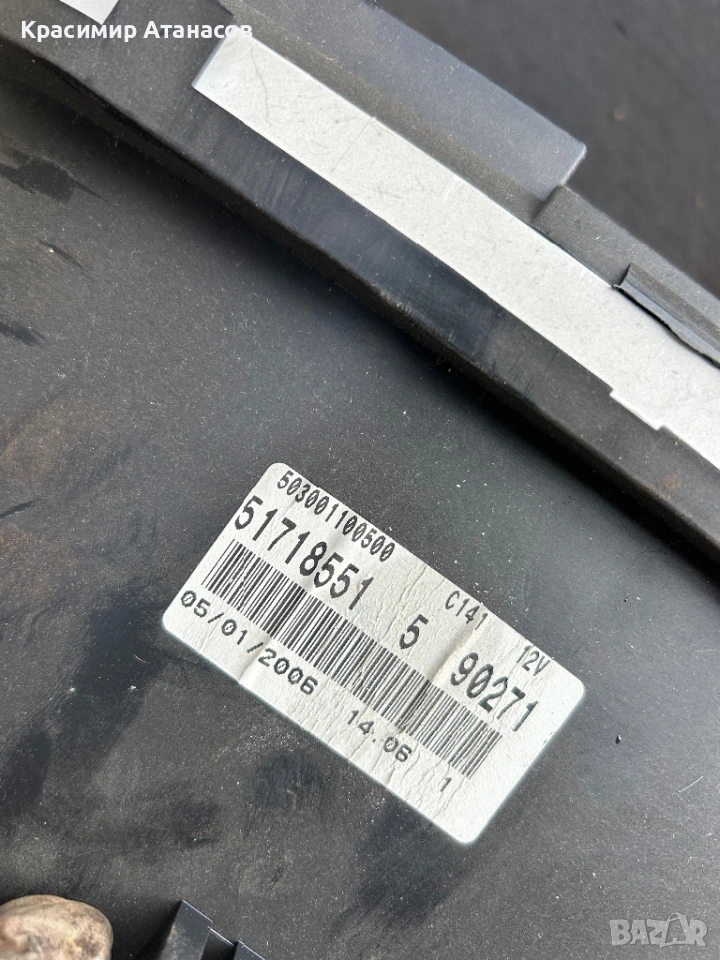 Красимир Атанасов
503001100500 C141 12V
51718551 5 90271
05/01/2006 14.06 1
BAZAR